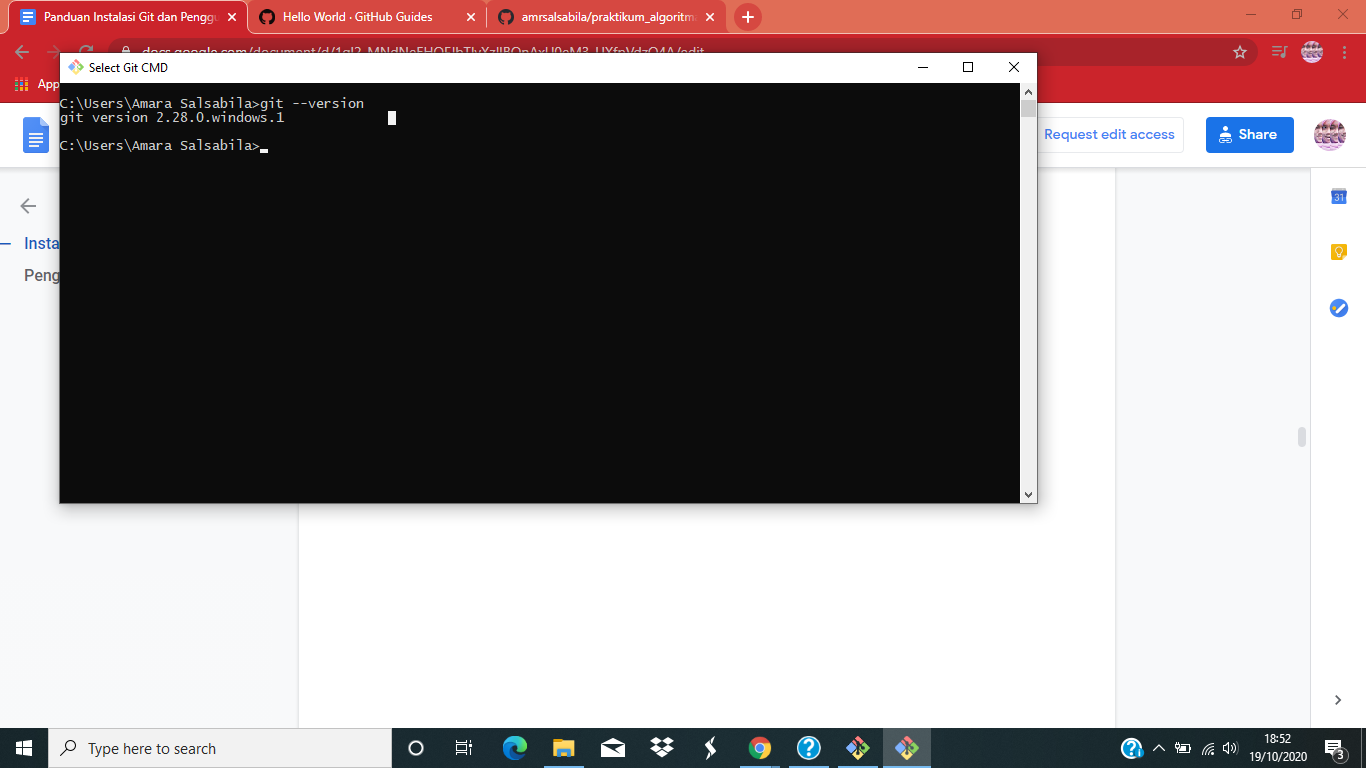 Panduan Instalasi Git dan Penggu
Hello World · GitHub Guides
amrsalsabila/praktikum_algoritm
App
Select Git CMD
C:\Users\Amara Salsabila>git --version
git version 2.28.0.windows.1
C:\Users\Amara Salsabila>
Request edit access
Share
Insta
Peng
31
Type here to search
18:52
19/10/2020
3